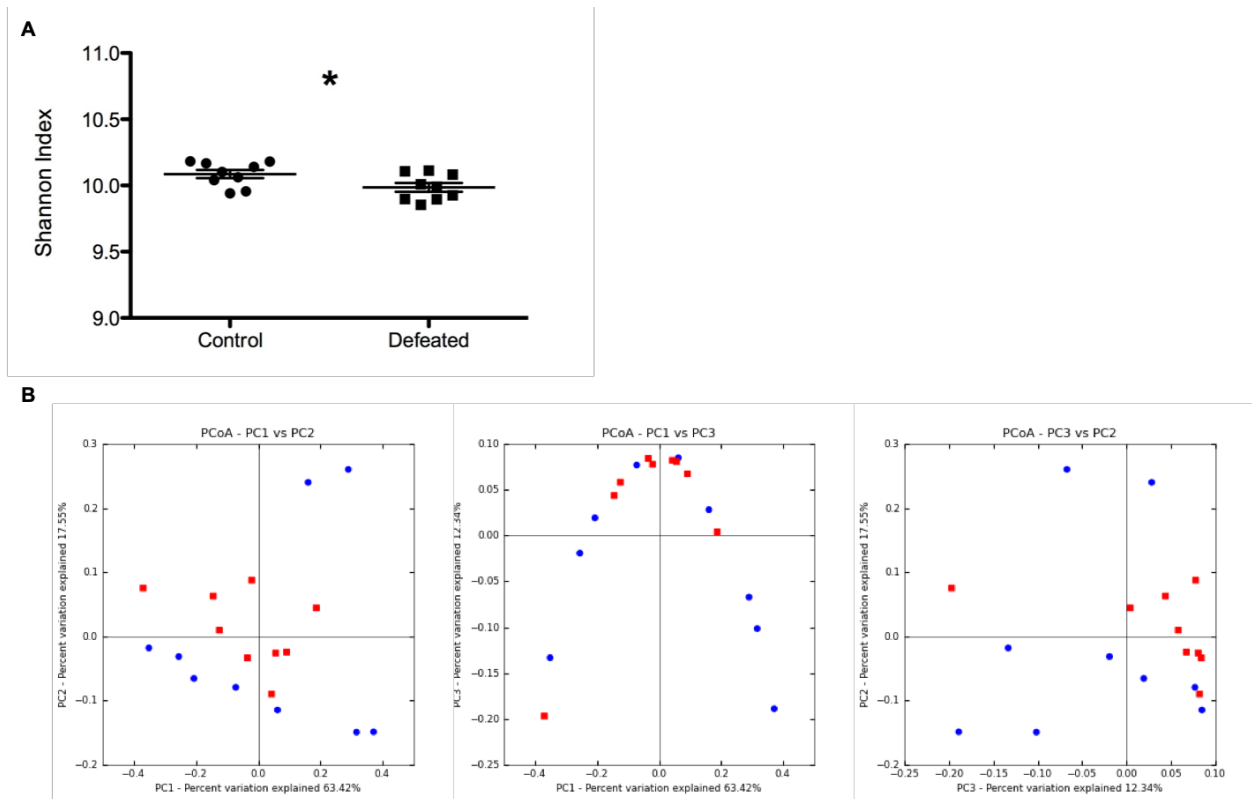 A
11.0
*
10.5
10.0
9.5
9.0
Shannon Index
Control Defeated
B
PCoA - PC1 vs PC2
0.3
0.2
0.1
0.0
−0.1
−0.2
PC2 - Percent variation explained 17.55%
−0.4 −0.2 0.0 0.2 0.4
PC1 - Percent variation explained 63.42%
PCoA - PC1 vs PC3
0.10
0.05
0.00
−0.05
−0.10
−0.15
−0.20
−0.25
PC3 - Percent variation explained 12.34%
−0.4 −0.2 0.0 0.2 0.4
PC1 - Percent variation explained 63.42%
PCoA - PC3 vs PC2
0.3
0.2
0.1
0.0
−0.1
−0.2
PC2 - Percent variation explained 17.55%
−0.25 −0.20 −0.15 −0.10 −0.05 0.00 0.05 0.10
PC3 - Percent variation explained 12.34%